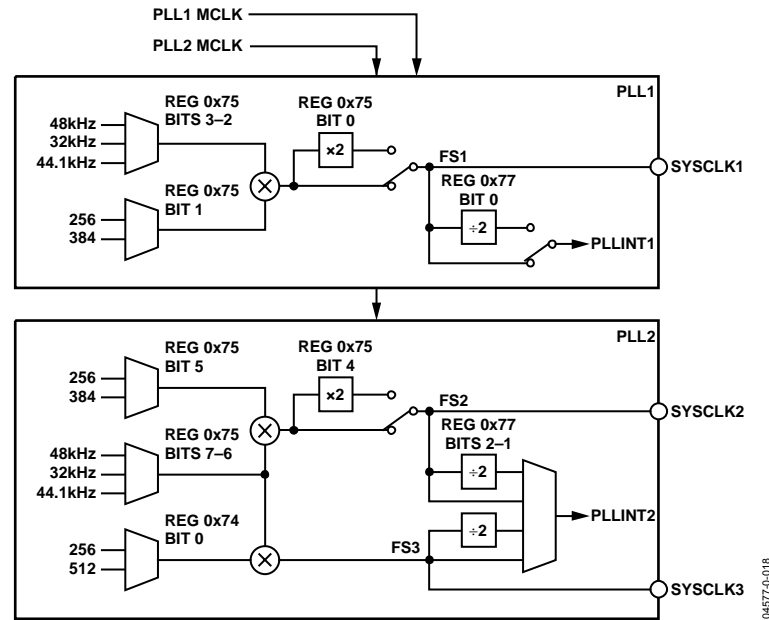 PLL1 MCLK
PLL2 MCLK
PLL1
REG 0x75
BITS 3–2
48kHz
32kHz
44.1kHz
REG 0x75
BIT 0
×2
FS1
SYSCLK1
REG 0x75
BIT 1
256
384
REG 0x77
BIT 0
÷2
PLLINT1
PLL2
REG 0x75
BIT 5
256
384
REG 0x75
BIT 4
×2
FS2
SYSCLK2
REG 0x75
BITS 7–6
48kHz
32kHz
44.1kHz
REG 0x77
BITS 2–1
÷2
÷2
PLLINT2
REG 0x74
BIT 0
256
512
FS3
SYSCLK3
04577-0-018